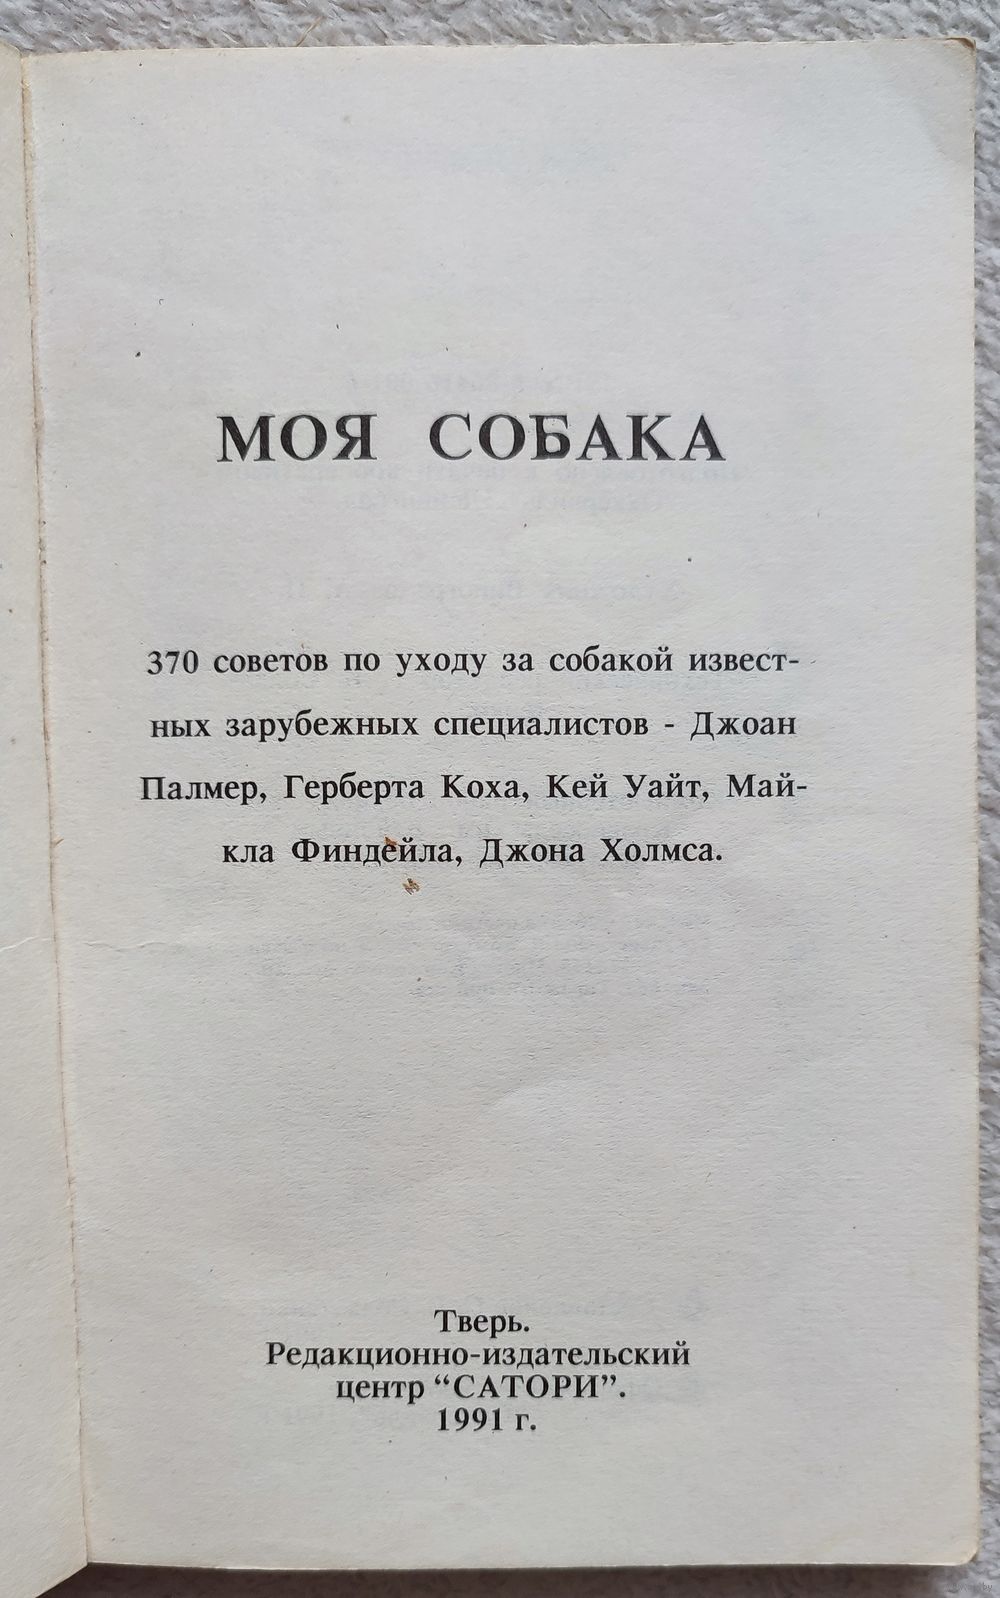 МОЯ СОБАКА
370 советов по уходу за собакой извест-
ных зарубежных специалистов - Джоан
Палмер, Герберта Коха, Кей Уайт, Май-
кла Финдейла, Джона Холмса.
Тверь.
Редакционно-издательский
центр “САТОРИ”.
1991 г.